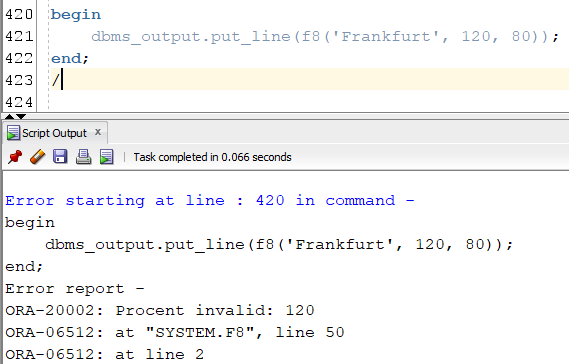 420 begin
421     dbms_output.put_line(f8('Frankfurt', 120, 80));
422 end;
423 /
424
Script Output x
Task completed in 0.066 seconds
Error starting at line : 420 in command -
begin
    dbms_output.put_line(f8('Frankfurt', 120, 80));
end;
Error report -
ORA-20002: Procent invalid: 120
ORA-06512: at "SYSTEM.F8", line 50
ORA-06512: at line 2